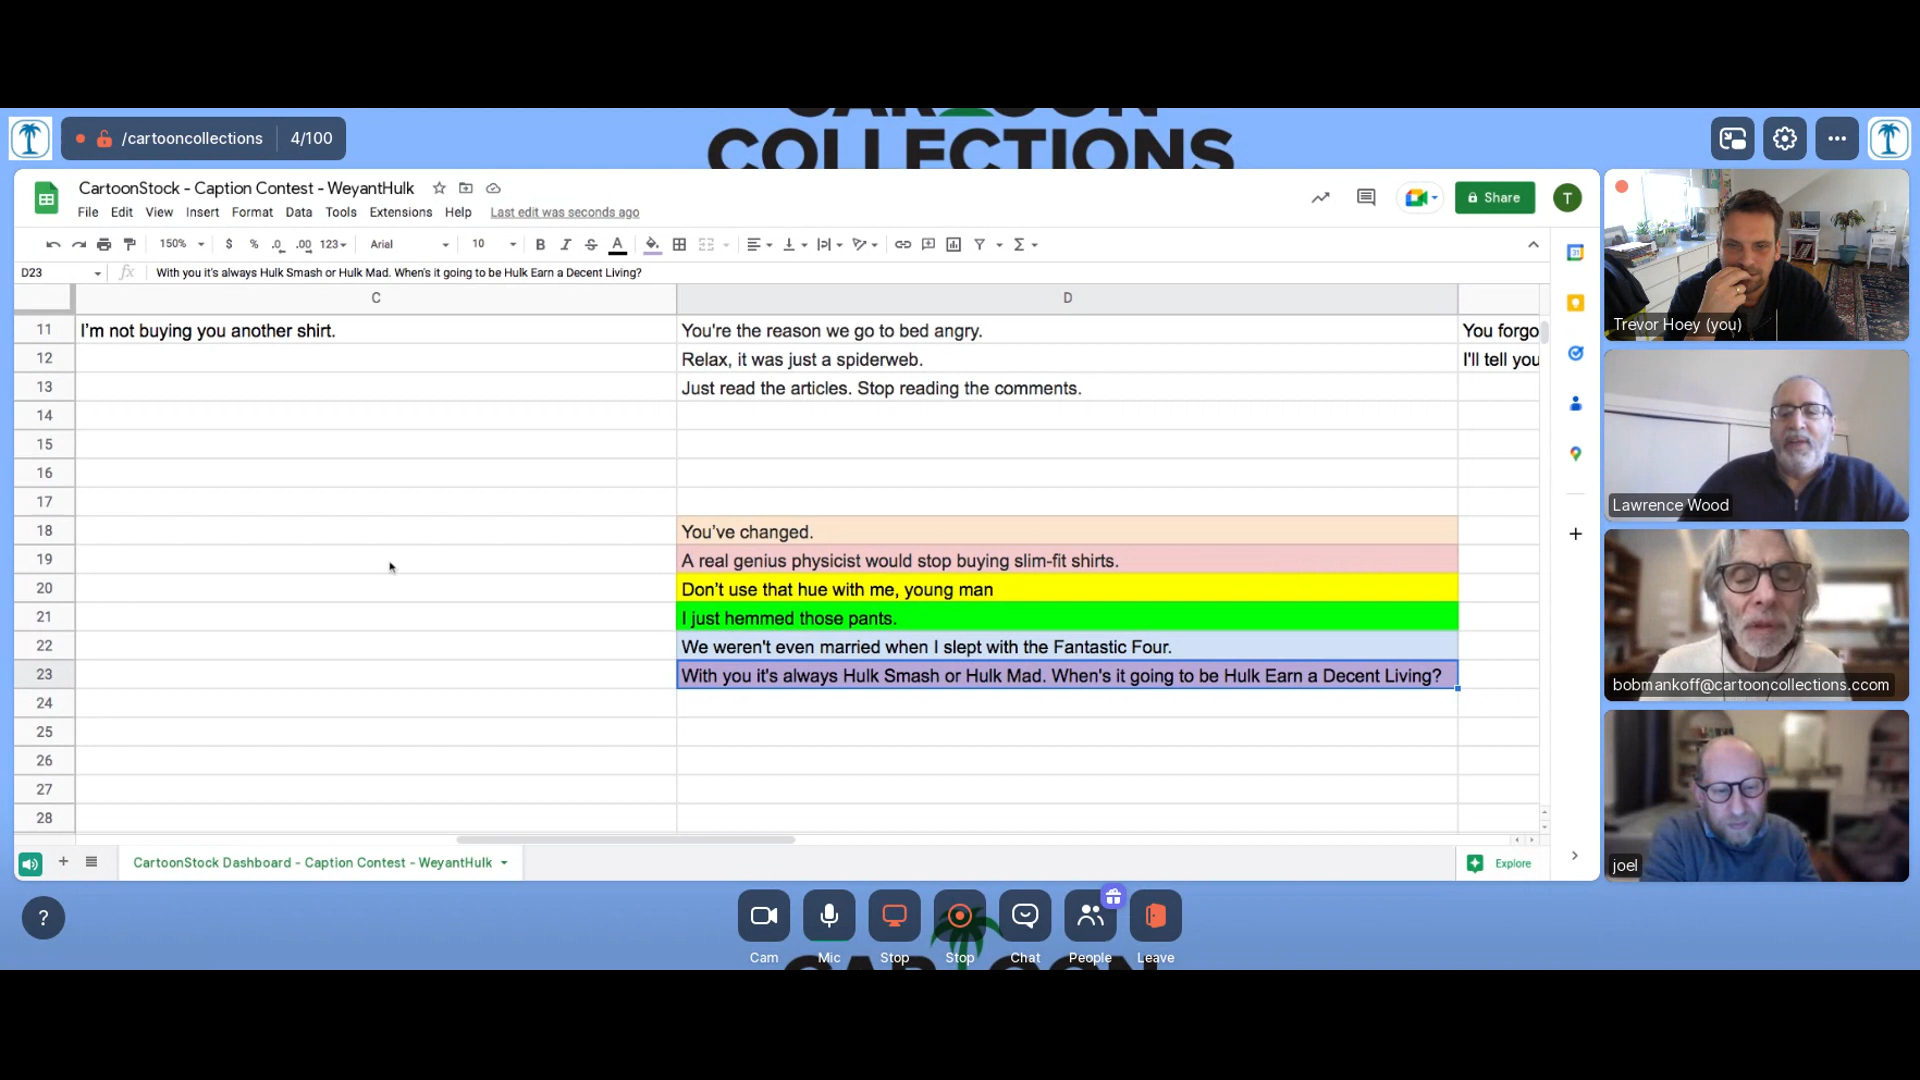 COLLECTIONS
/cartooncollections 4/100
CartoonStock - Caption Contest - WeyantHulk
File Edit View Insert Format Data Tools Extensions Help Last edit was seconds ago
Share
T
150% $ % .0 .00 123 Arial 10 B I S A
D23 fx With you it's always Hulk Smash or Hulk Mad. When's it going to be Hulk Earn a Decent Living?
C D
11 I'm not buying you another shirt. You're the reason we go to bed angry. You forgo
12 Relax, it was just a spiderweb. I'll tell you
13 Just read the articles. Stop reading the comments.
14
15
16
17
18 You've changed.
19 A real genius physicist would stop buying slim-fit shirts.
20 Don't use that hue with me, young man
21 I just hemmed those pants.
22 We weren't even married when I slept with the Fantastic Four.
23 With you it's always Hulk Smash or Hulk Mad. When's it going to be Hulk Earn a Decent Living?
24
25
26
27
28
CartoonStock Dashboard - Caption Contest - WeyantHulk
Explore
31
Trevor Hoey (you)
Lawrence Wood
bobmankoff@cartooncollections.ccom
joel
?
Cam Mic Stop Stop Chat People Leave